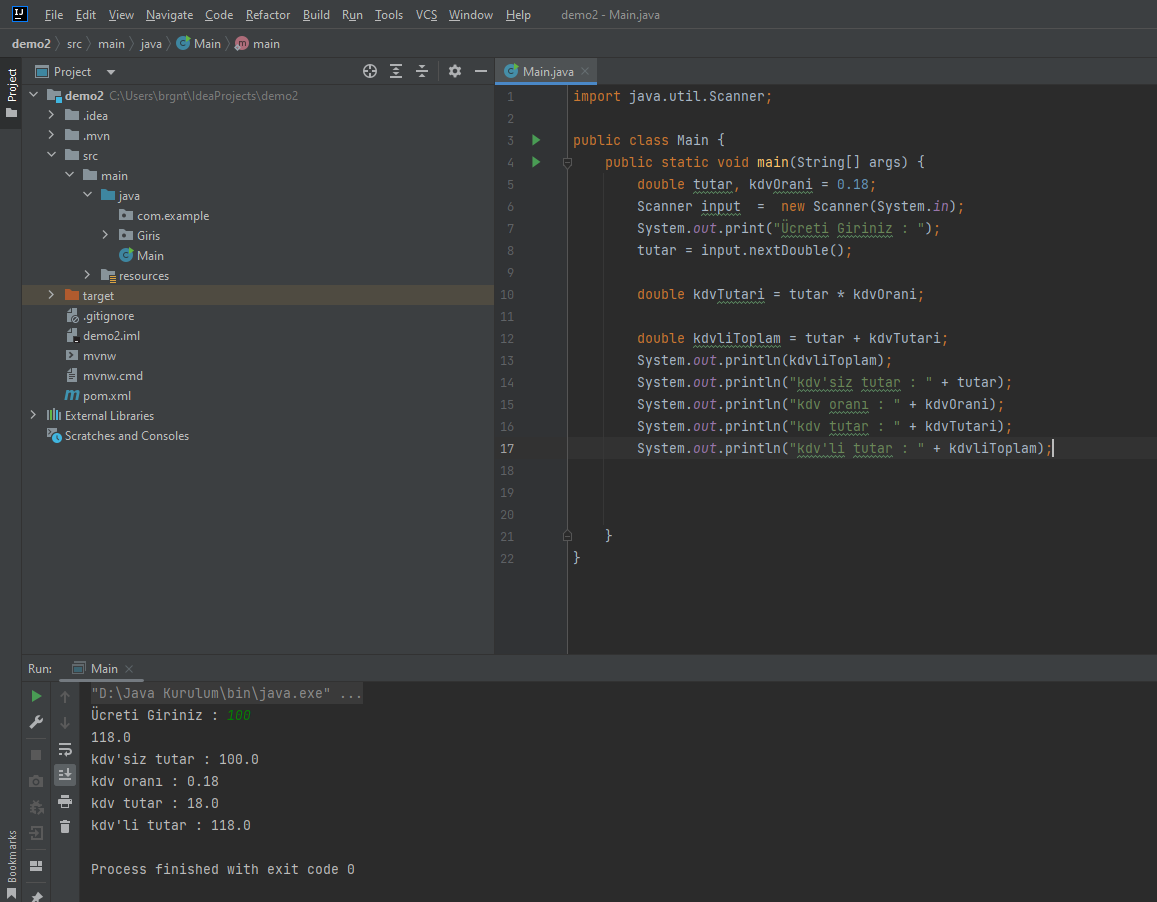 File Edit View Navigate Code Refactor Build Run Tools VCS Window Help demo2 - Main.java
demo2 src main java Main main
Project
Project
demo2 C:\Users\brgnt\IdeaProjects\demo2
.idea
.mvn
src
main
java
com.example
Giris
Main
resources
target
.gitignore
demo2.iml
mvnw
mvnw.cmd
pom.xml
External Libraries
Scratches and Consoles
Main.java
1 import java.util.Scanner;
2
3 public class Main {
4 public static void main(String[] args) {
5 double tutar, kdvOrani = 0.18;
6 Scanner input  =  new Scanner(System.in);
7 System.out.print("Ücreti Giriniz : ");
8 tutar = input.nextDouble();
9
10 double kdvTutari = tutar * kdvOrani;
11
12 double kdvliToplam = tutar + kdvTutari;
13 System.out.println(kdvliToplam);
14 System.out.println("kdv'siz tutar : " + tutar);
15 System.out.println("kdv oranı : " + kdvOrani);
16 System.out.println("kdv tutar : " + kdvTutari);
17 System.out.println("kdv'li tutar : " + kdvliToplam);
18
19
20
21 }
22 }
Run: Main
"D:\Java Kurulum\bin\java.exe" ...
Ücreti Giriniz : 100
118.0
kdv'siz tutar : 100.0
kdv oranı : 0.18
kdv tutar : 18.0
kdv'li tutar : 118.0
Process finished with exit code 0
Bookmarks